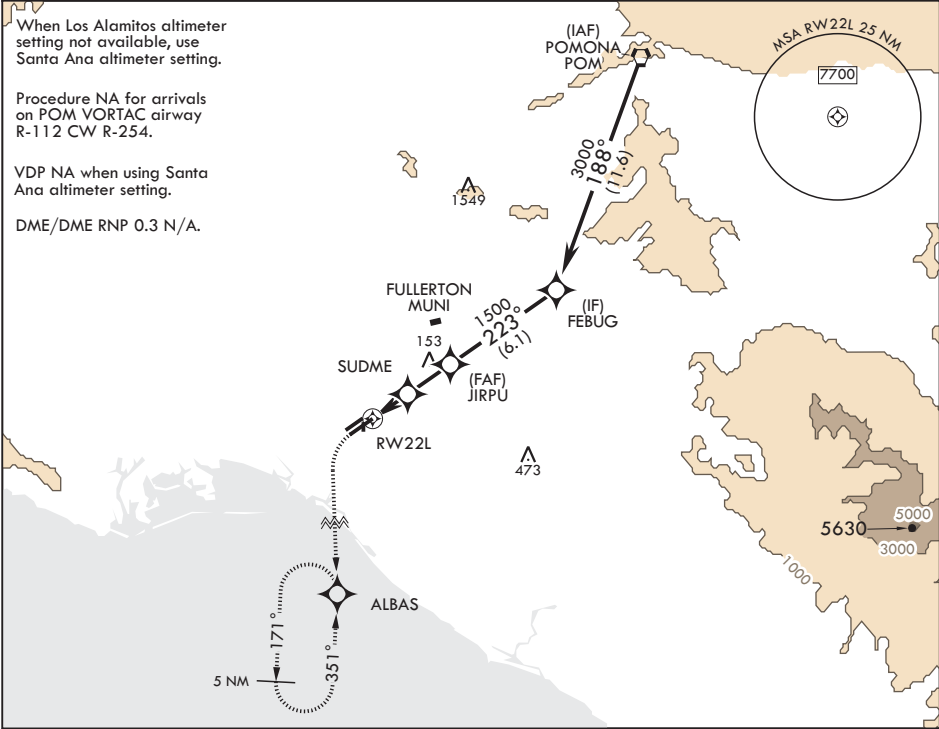 When Los Alamitos altimeter
setting not available, use
Santa Ana altimeter setting.
Procedure NA for arrivals
on POM VORTAC airway
R-112 CW R-254.
VDP NA when using Santa
Ana altimeter setting.
DME/DME RNP 0.3 N/A.
(IAF)
POMONA
POM
MSA RW22L 25 NM
7700
3000
188°
(11.6)
1549
FULLERTON
MUNI
(IF)
FEBUG
1500
223°
(6.1)
153
SUDME
(FAF)
JIRPU
RW22L
473
5630
5000
3000
1000
ALBAS
171°
351°
5 NM